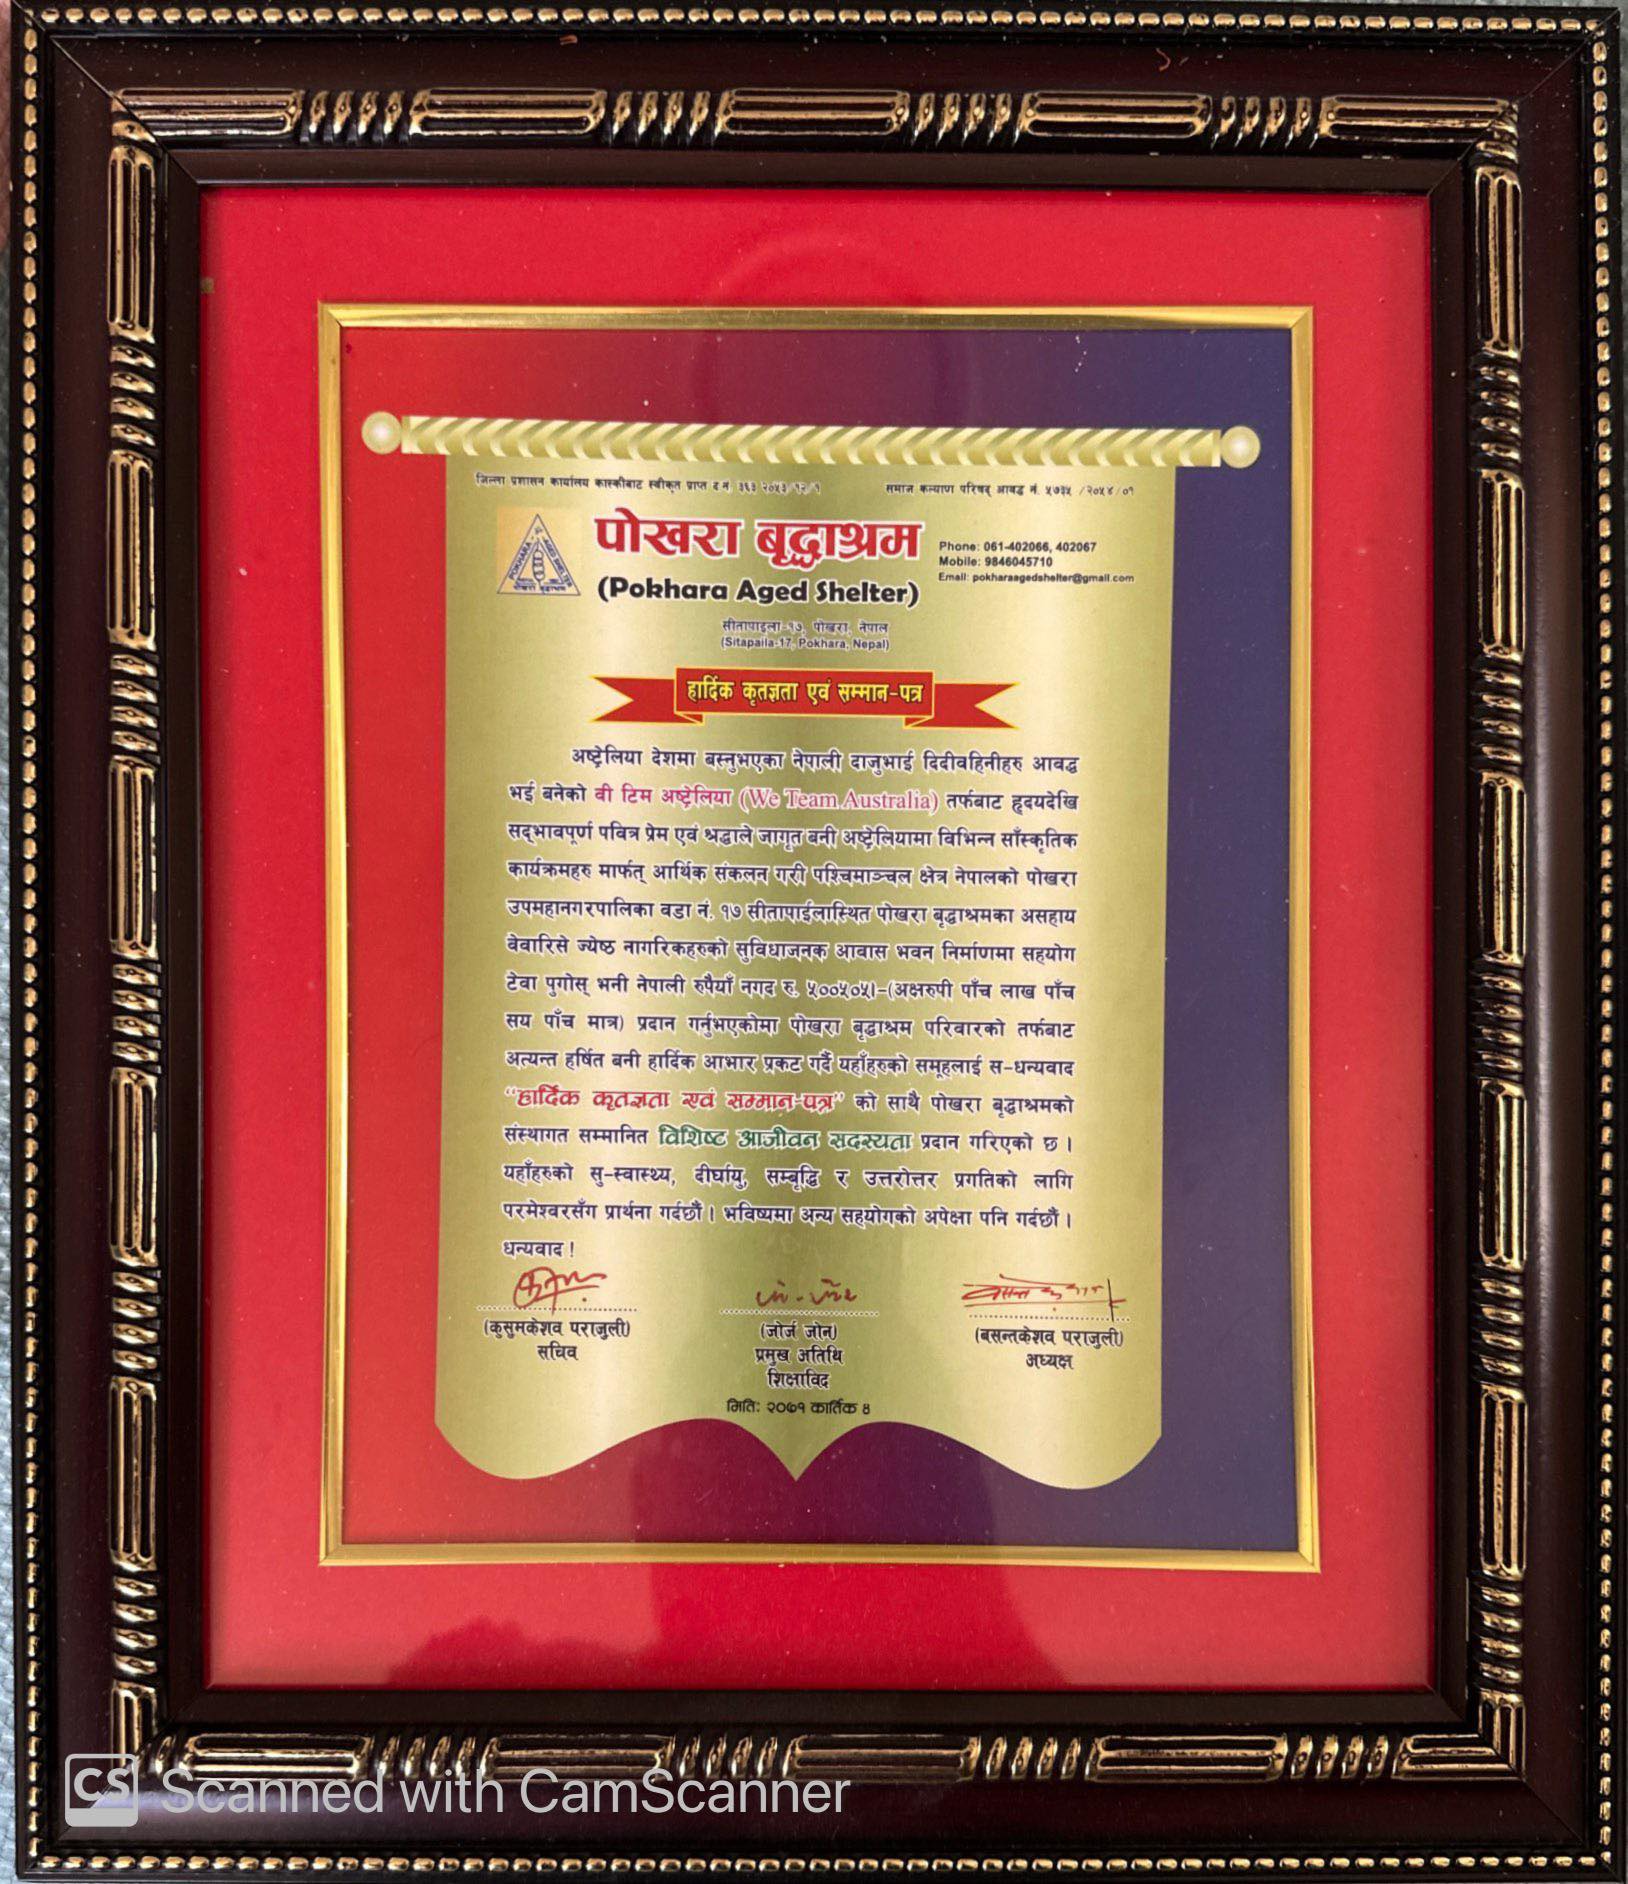 जिल्ला प्रशासन कार्यालय कास्कीबाट स्वीकृत प्राप्त द.नं. ३६३ २०५३/१२/१
समाज कल्याण परिषद् आवद्ध नं. ५७३५ /२०५४/०१
पोखरा बृद्धाश्रम
(Pokhara Aged Shelter)
Phone: 061-402066, 402067
Mobile: 9846045710
Email: pokharaagedshelter@gmail.com
POKHARA AGED SHELTER
पोखरा बृद्धाश्रम
सीतापाइला-१७, पोखरा, नेपाल
(Sitapaila-17, Pokhara, Nepal)
हार्दिक कृतज्ञता एवं सम्मान-पत्र
अष्ट्रेलिया देशमा बस्नुभएका नेपाली दाजुभाई दिदीवहिनीहरु आवद्ध
भई बनेको वी टिम अष्ट्रेलिया (We Team Australia) तर्फबाट हृदयदेखि
सद्भावपूर्ण पवित्र प्रेम एवं श्रद्धाले जागृत बनी अष्ट्रेलियामा विभिन्न साँस्कृतिक
कार्यक्रमहरु मार्फत् आर्थिक संकलन गरी पश्चिमाञ्चल क्षेत्र नेपालको पोखरा
उपमहानगरपालिका वडा नं. १७ सीतापाईलास्थित पोखरा बृद्धाश्रमका असहाय
वेवारिसे ज्येष्ठ नागरिकहरुको सुविधाजनक आवास भवन निर्माणमा सहयोग
टेवा पुगोस् भनी नेपाली रुपैयाँ नगद रु. ५००५०५।-(अक्षरुपी पाँच लाख पाँच
सय पाँच मात्र) प्रदान गर्नुभएकोमा पोखरा बृद्धाश्रम परिवारको तर्फबाट
अत्यन्त हर्षित बनी हार्दिक आभार प्रकट गर्दै यहाँहरुको समूहलाई स-धन्यवाद
“हार्दिक कृतज्ञता एवं सम्मान-पत्र” को साथै पोखरा बृद्धाश्रमको
संस्थागत सम्मानित विशिष्ट आजीवन सदस्यता प्रदान गरिएको छ ।
यहाँहरुको सु-स्वास्थ्य, दीर्घायु, सम्बृद्धि र उत्तरोत्तर प्रगतिको लागि
परमेश्वरसँग प्रार्थना गर्दछौं । भविष्यमा अन्य सहयोगको अपेक्षा पनि गर्दछौं ।
धन्यवाद !
(कुसुमकेशव पराजुली)
सचिव
(जोर्ज जोन)
प्रमुख अतिथि
शिक्षाविद
(बसन्तकेशव पराजुली)
अध्यक्ष
मिति: २०७१ कार्तिक ४
CS Scanned with CamScanner